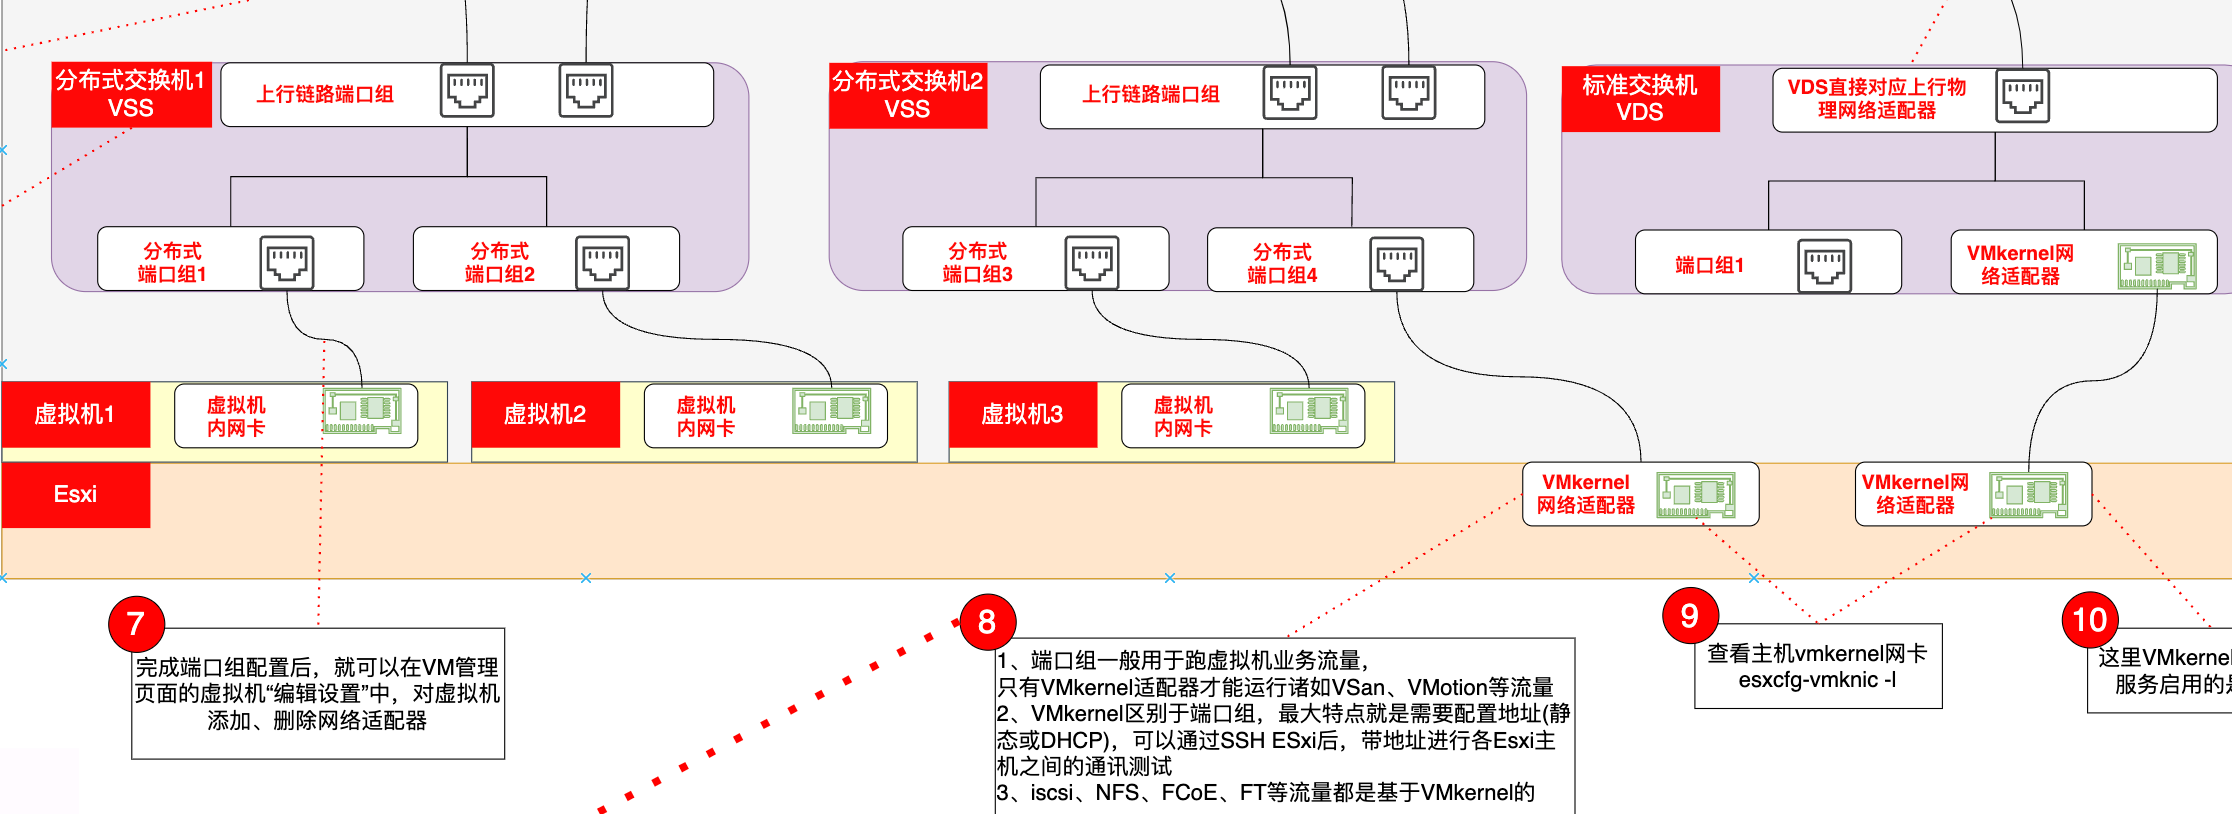 分布式交换机1
VSS
上行链路端口组
分布式交换机2
VSS
上行链路端口组
标准交换机
VDS
VDS直接对应上行物
理网络适配器
分布式
端口组1
分布式
端口组2
分布式
端口组3
分布式
端口组4
端口组1
VMkernel网
络适配器
虚拟机1
虚拟机
内网卡
虚拟机2
虚拟机
内网卡
虚拟机3
虚拟机
内网卡
Esxi
VMkernel
网络适配器
VMkernel网
络适配器
7
完成端口组配置后，就可以在VM管理
页面的虚拟机“编辑设置”中，对虚拟机
添加、删除网络适配器
8
1、端口组一般用于跑虚拟机业务流量，
只有VMkernel适配器才能运行诸如VSan、VMotion等流量
2、VMkernel区别于端口组，最大特点就是需要配置地址(静
态或DHCP)，可以通过SSH ESxi后，带地址进行各Esxi主
机之间的通讯测试
3、iscsi、NFS、FCoE、FT等流量都是基于VMkernel的
9
查看主机vmkernel网卡
esxcfg-vmknic -l
10
这里VMkernel
服务启用的是